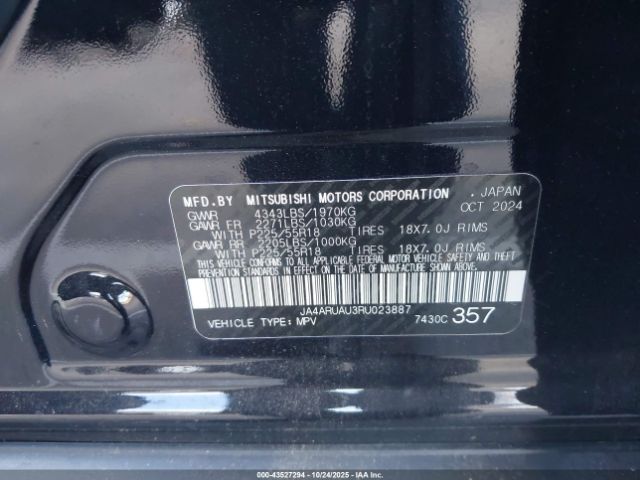 MFD.BY MITSUBISHI MOTORS CORPORATION . JAPAN
GVWR 4343LBS/1970KG OCT 2024
GAWR FR 2271LBS/1030KG
WITH P225/55R18 TIRES 18X7.0J RIMS
GAWR RR 2205LBS/1000KG
WITH P225/55R18 TIRES 18X7.0J RIMS
THIS VEHICLE CONFORMS TO ALL APPLICABLE FEDERAL MOTOR VEHICLE SAFETY, BUMPER, AND THEFT
PREVENTION STANDARDS IN EFFECT ON THE DATE OF MANUFACTURE SHOWN ABOVE.
JA4ARUAU3RU023887
VEHICLE TYPE: MPV 7430C 357
© 000-43527294 - 10/24/2025 - IAAI.COM